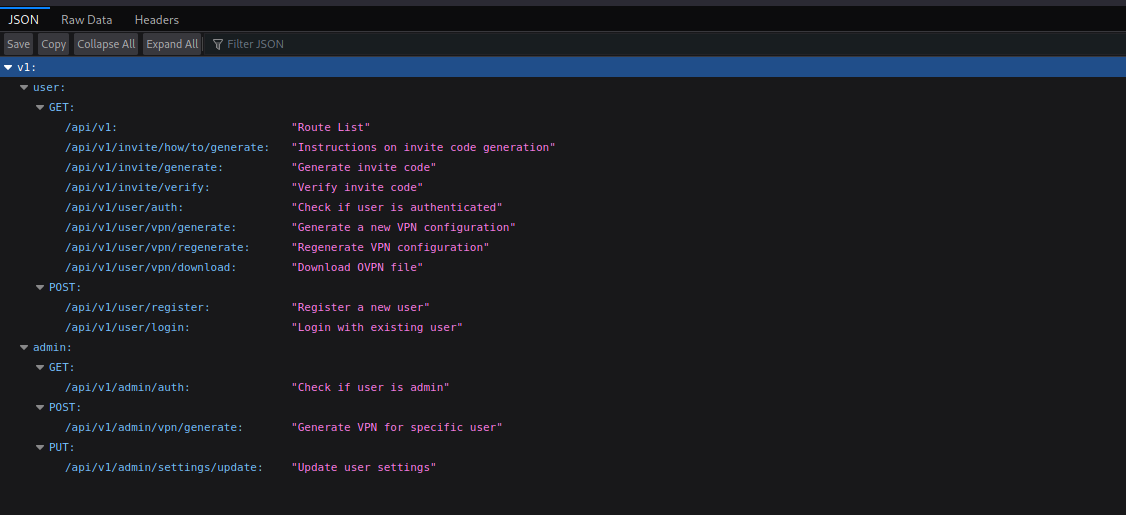 JSON Raw Data Headers
Save Copy Collapse All Expand All Filter JSON
v1:
user:
GET:
/api/v1: "Route List"
/api/v1/invite/how/to/generate: "Instructions on invite code generation"
/api/v1/invite/generate: "Generate invite code"
/api/v1/invite/verify: "Verify invite code"
/api/v1/user/auth: "Check if user is authenticated"
/api/v1/user/vpn/generate: "Generate a new VPN configuration"
/api/v1/user/vpn/regenerate: "Regenerate VPN configuration"
/api/v1/user/vpn/download: "Download OVPN file"
POST:
/api/v1/user/register: "Register a new user"
/api/v1/user/login: "Login with existing user"
admin:
GET:
/api/v1/admin/auth: "Check if user is admin"
POST:
/api/v1/admin/vpn/generate: "Generate VPN for specific user"
PUT:
/api/v1/admin/settings/update: "Update user settings"